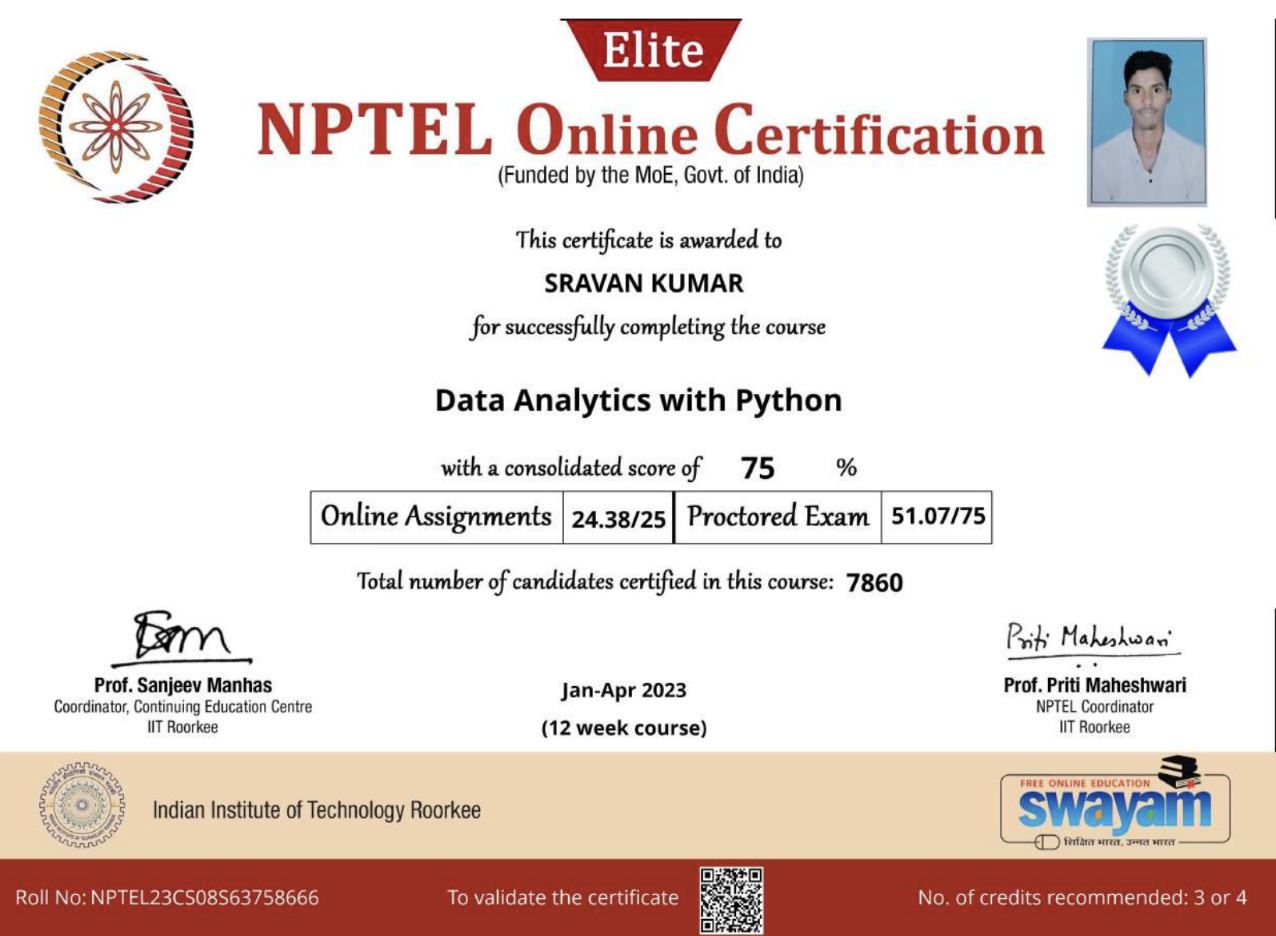 Elite
NPTEL Online Certification
(Funded by the MoE, Govt. of India)
This certificate is awarded to
SRAVAN KUMAR
for successfully completing the course
Data Analytics with Python
with a consolidated score of 75 %
Online Assignments 24.38/25 Proctored Exam 51.07/75
Total number of candidates certified in this course: 7860
Priti Maheshwari
Prof. Sanjeev Manhas
Coordinator, Continuing Education Centre
IIT Roorkee
Jan-Apr 2023
(12 week course)
Prof. Priti Maheshwari
NPTEL Coordinator
IIT Roorkee
Indian Institute of Technology Roorkee
FREE ONLINE EDUCATION
swayam
शिक्षित भारत, उन्नत भारत
Roll No: NPTEL23CS08S63758666
To validate the certificate
No. of credits recommended: 3 or 4